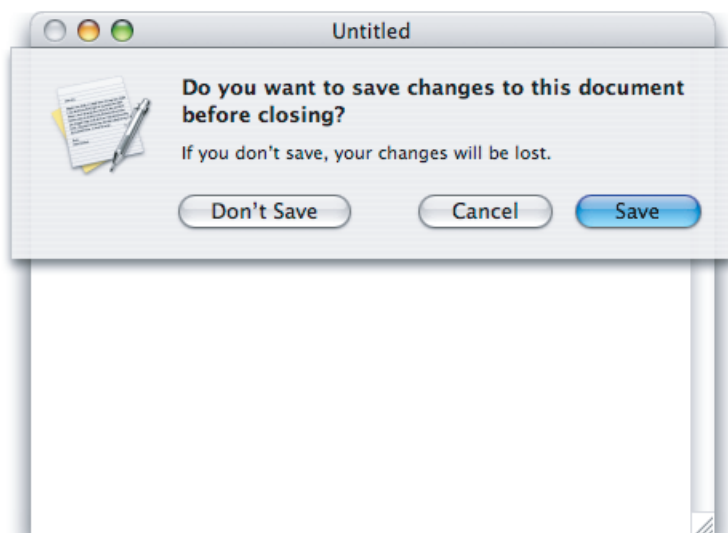 Untitled
Do you want to save changes to this document
before closing?
If you don't save, your changes will be lost.
Don't Save
Cancel
Save